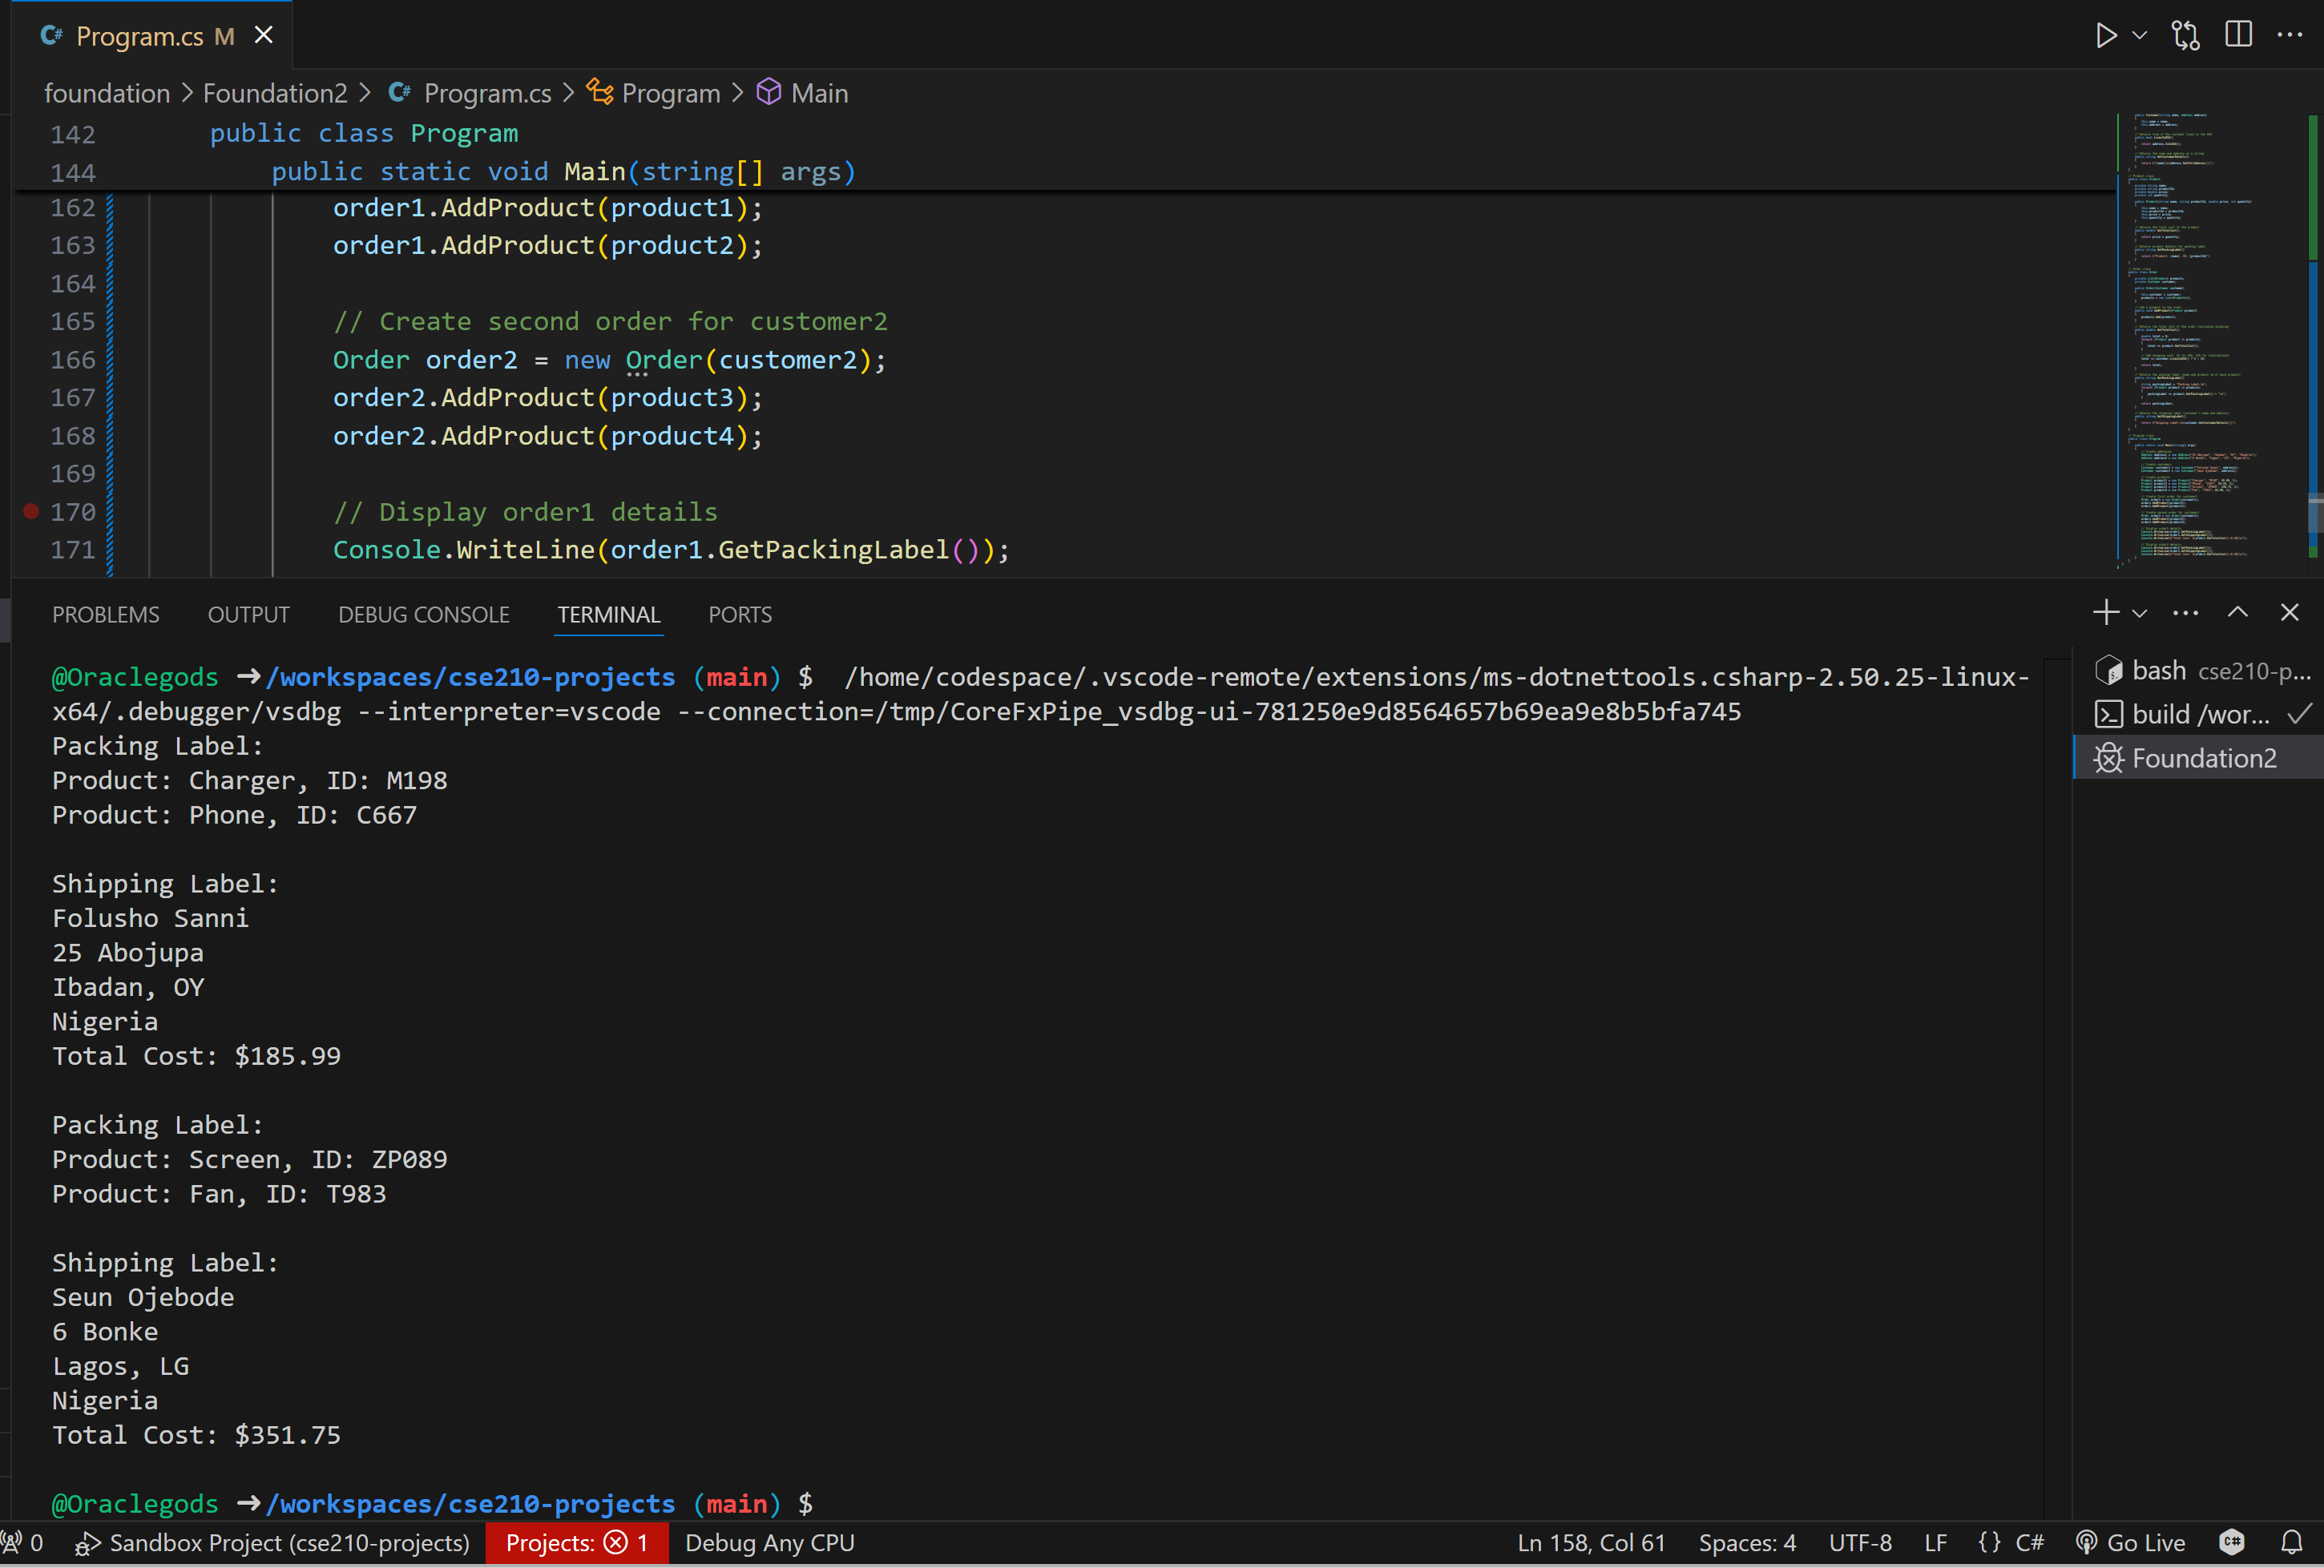 Program.cs M
foundation > Foundation2 > Program.cs > Program > Main
142 public class Program
144 public static void Main(string[] args)
162 order1.AddProduct(product1);
163 order1.AddProduct(product2);
164
165 // Create second order for customer2
166 Order order2 = new Order(customer2);
167 order2.AddProduct(product3);
168 order2.AddProduct(product4);
169
170 // Display order1 details
171 Console.WriteLine(order1.GetPackingLabel());
PROBLEMS OUTPUT DEBUG CONSOLE TERMINAL PORTS
@Oraclegods ➜/workspaces/cse210-projects (main) $ /home/codespace/.vscode-remote/extensions/ms-dotnettools.csharp-2.50.25-linux-
x64/.debugger/vsdbg --interpreter=vscode --connection=/tmp/CoreFxPipe_vsdbg-ui-781250e9d8564657b69ea9e8b5bfa745
Packing Label:
Product: Charger, ID: M198
Product: Phone, ID: C667
Shipping Label:
Folusho Sanni
25 Abojupa
Ibadan, OY
Nigeria
Total Cost: $185.99
Packing Label:
Product: Screen, ID: ZP089
Product: Fan, ID: T983
Shipping Label:
Seun Ojebode
6 Bonke
Lagos, LG
Nigeria
Total Cost: $351.75
@Oraclegods ➜/workspaces/cse210-projects (main) $
bash cse210-p...
build /wor...
Foundation2
0 Sandbox Project (cse210-projects) Projects: 1 Debug Any CPU Ln 158, Col 61 Spaces: 4 UTF-8 LF {} C# Go Live